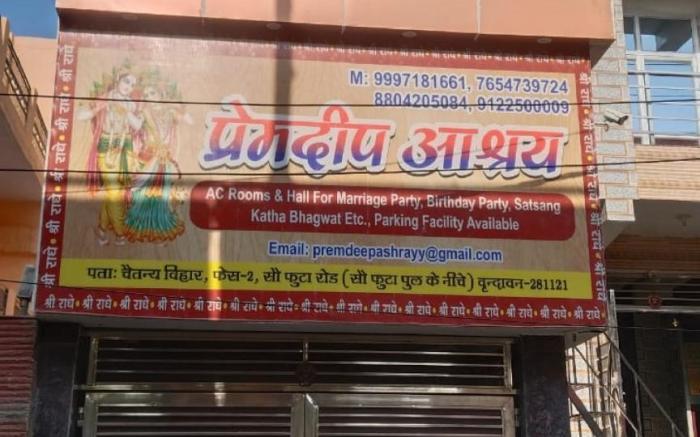 M: 9997181661, 7654739724
8804205084, 9122500009
प्रेमदीप आश्रय
AC Rooms & Hall For Marriage Party, Birthday Party, Satsang
Katha Bhagwat Etc., Parking Facility Available
Email: premdeepashrayy@gmail.com
पताः चैतन्य विहार, फेस-2, सौ फुटा रोड (सौ फुटा पुल के नीचे) वृन्दावन-281121
श्री राधे • श्री राधे • श्री राधे • श्री राधे • श्री राधे • श्री राधे • श्री राधे • श्री राधे • श्री राधे • श्री राधे • श्री राधे • श्री राधे • श्री राधे